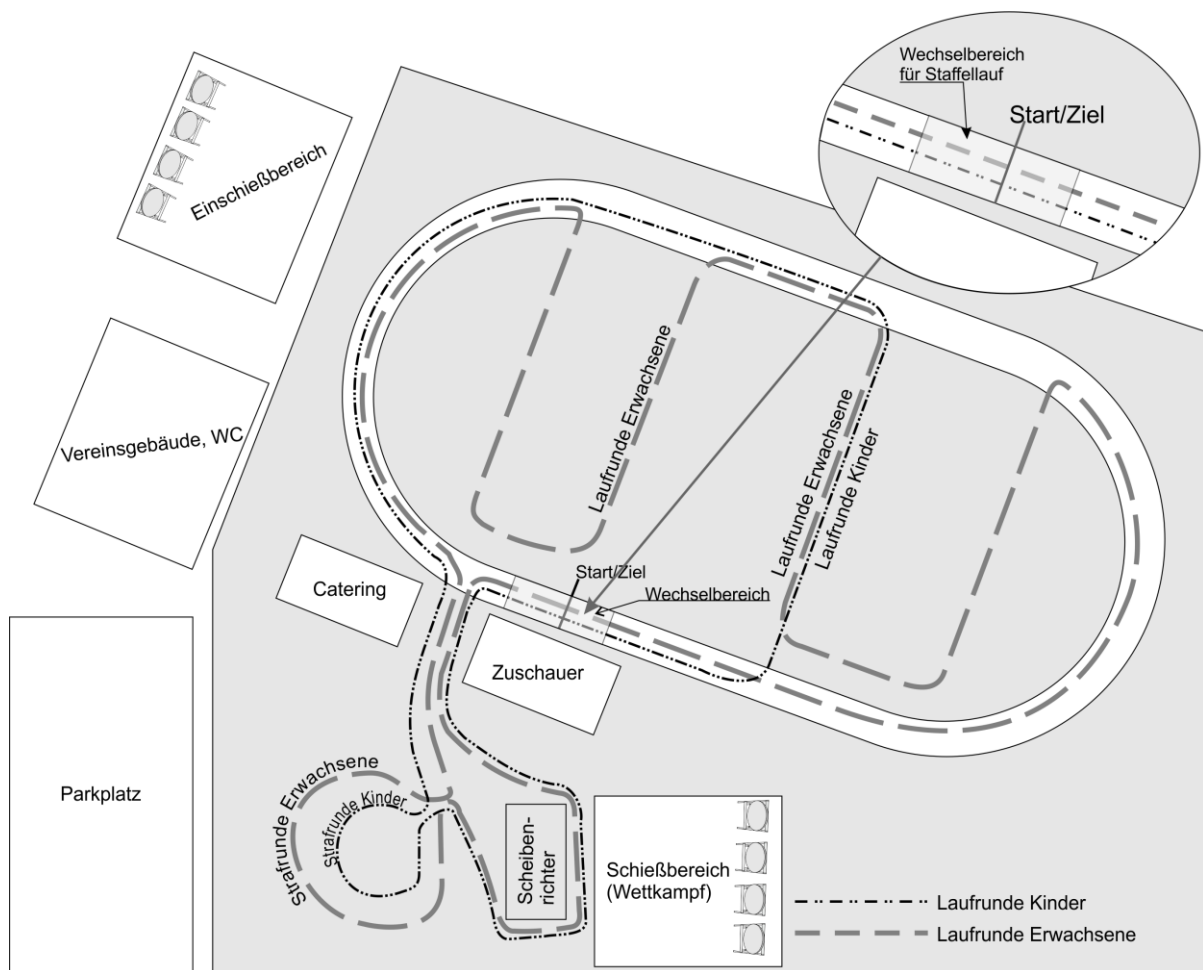 Wechselbereich
für Staffellauf
Start/Ziel
Einschießbereich
Vereinsgebäude, WC
Laufrunde Erwachsene
Laufrunde Erwachsene
Laufrunde Kinder
Start/Ziel
Wechselbereich
Catering
Zuschauer
Parkplatz
Strafrunde Erwachsene
Strafrunde Kinder
Scheiben-
richter
Schießbereich
(Wettkampf)
Laufrunde Kinder
Laufrunde Erwachsene